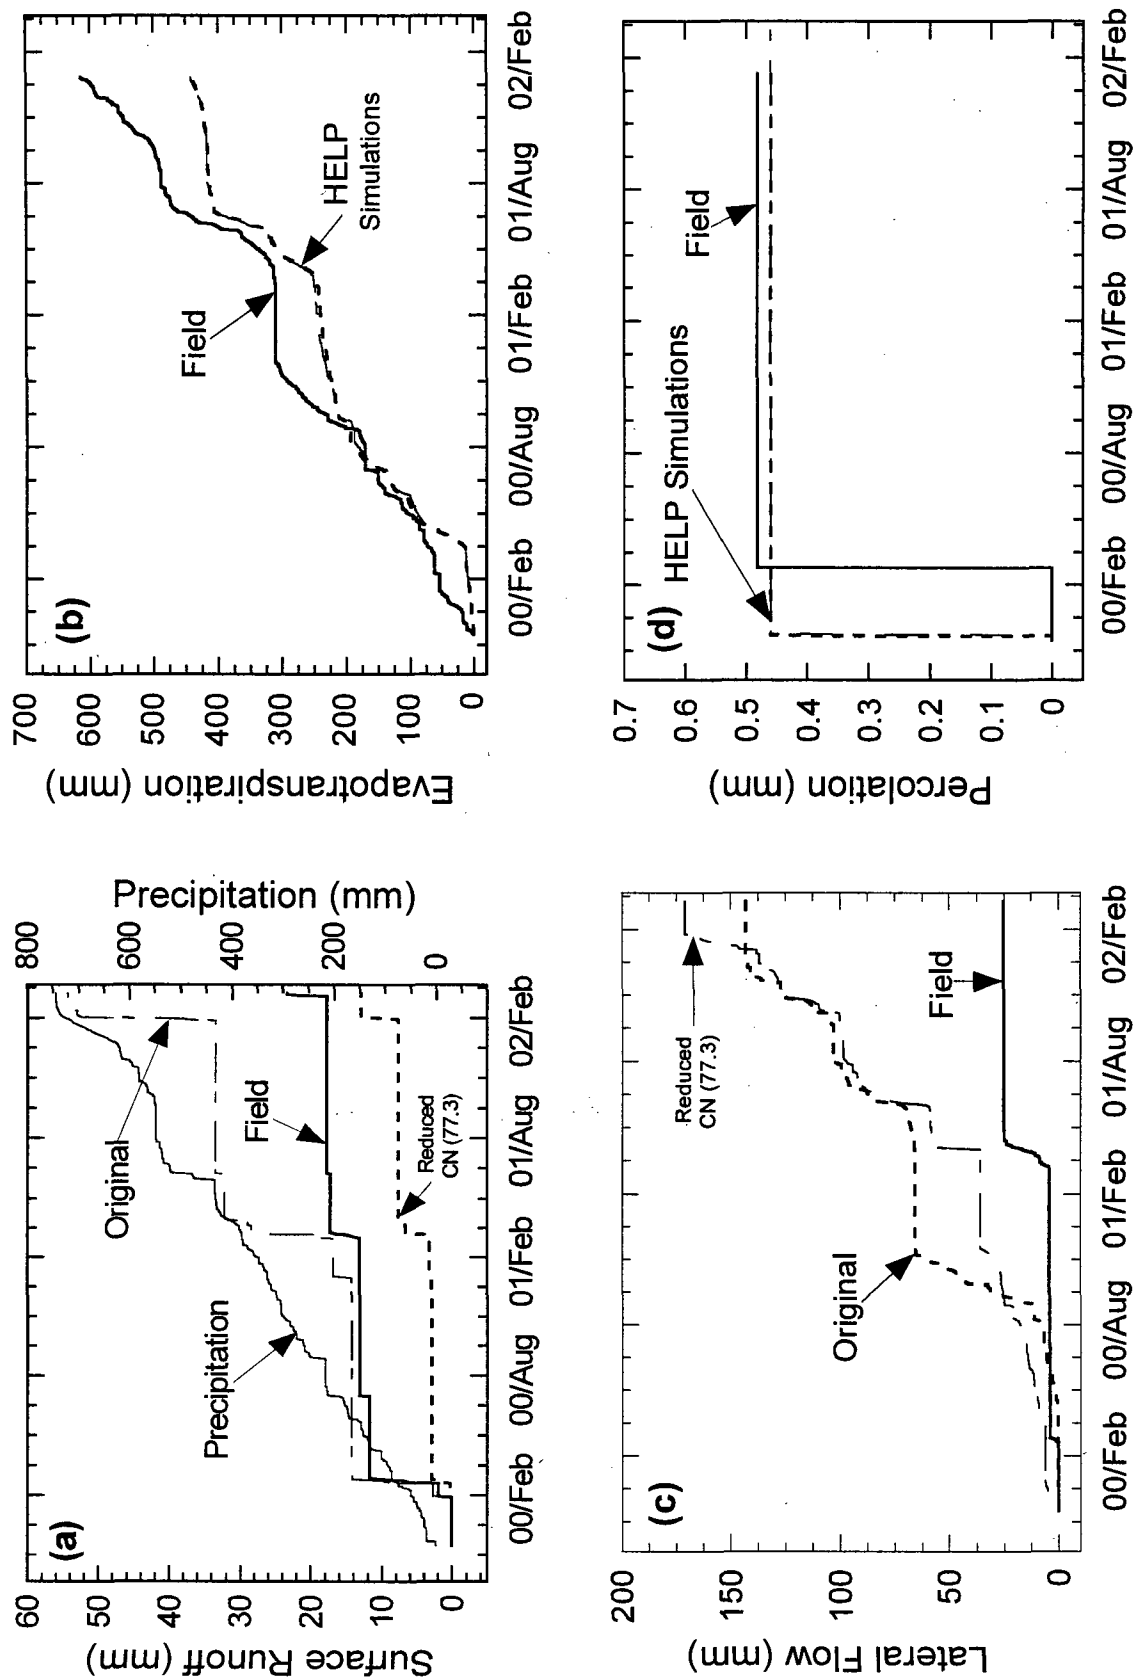 (a)
Surface Runoff (mm)
60
50
40
30
20
10
0
Precipitation (mm)
800
600
400
200
0
00/Feb
00/Aug
01/Feb
01/Aug
02/Feb
Original
Precipitation
Field
Reduced
CN (77.3)
(b)
Evapotranspiration (mm)
700
600
500
400
300
200
100
0
00/Feb
00/Aug
01/Feb
01/Aug
02/Feb
Field
HELP
Simulations
(c)
Lateral Flow (mm)
200
150
100
50
0
00/Feb
00/Aug
01/Feb
01/Aug
02/Feb
Reduced
CN (77.3)
Original
Field
(d)
Percolation (mm)
0.7
0.6
0.5
0.4
0.3
0.2
0.1
0
00/Feb
00/Aug
01/Feb
01/Aug
02/Feb
HELP Simulations
Field